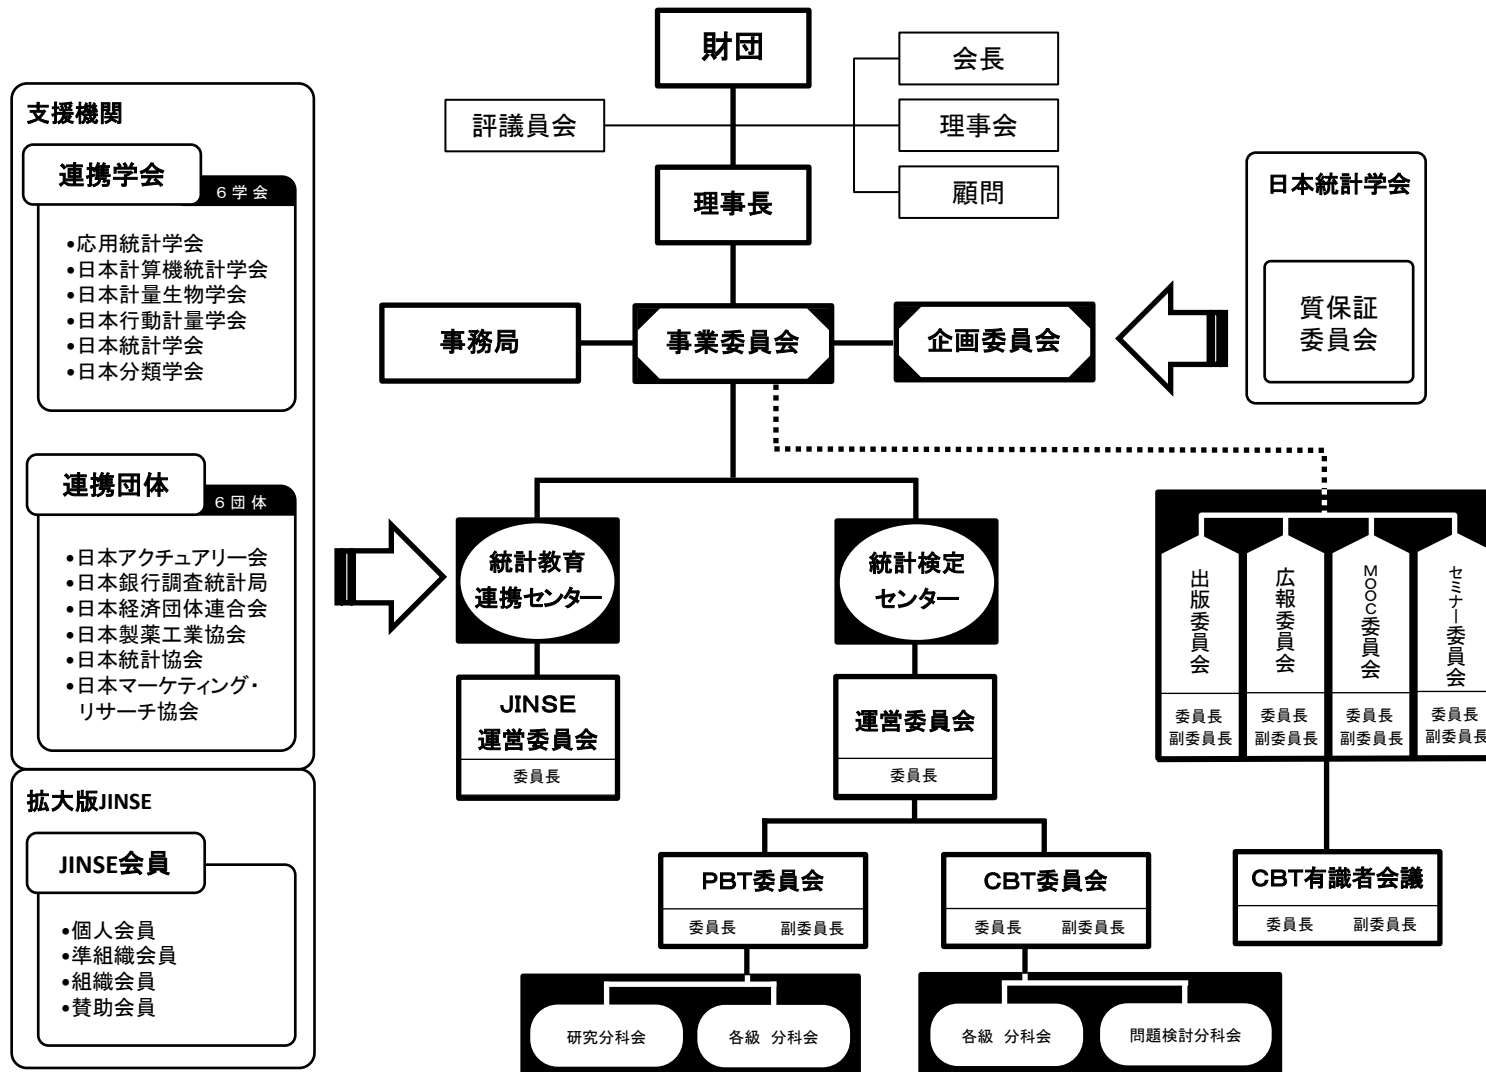 財団
会長
評議員会
理事会
顧問
理事長
事務局
事業委員会
企画委員会
日本統計学会
質保証
委員会
支援機関
連携学会
6学会
•応用統計学会
•日本計算機統計学会
•日本計量生物学会
•日本行動計量学会
•日本統計学会
•日本分類学会
連携団体
6団体
•日本アクチュアリー会
•日本銀行調査統計局
•日本経済団体連合会
•日本製薬工業協会
•日本統計協会
•日本マーケティング・
リサーチ協会
拡大版JINSE
JINSE会員
•個人会員
•準組織会員
•組織会員
•賛助会員
統計教育
連携センター
JINSE
運営委員会
委員長
統計検定
センター
運営委員会
委員長
PBT委員会
委員長 副委員長
研究分科会
各級 分科会
CBT委員会
委員長 副委員長
各級 分科会
問題検討分科会
出版委員会
委員長
副委員長
広報委員会
委員長
副委員長
MOOC委員会
委員長
副委員長
セミナー委員会
委員長
副委員長
CBT有識者会議
委員長 副委員長